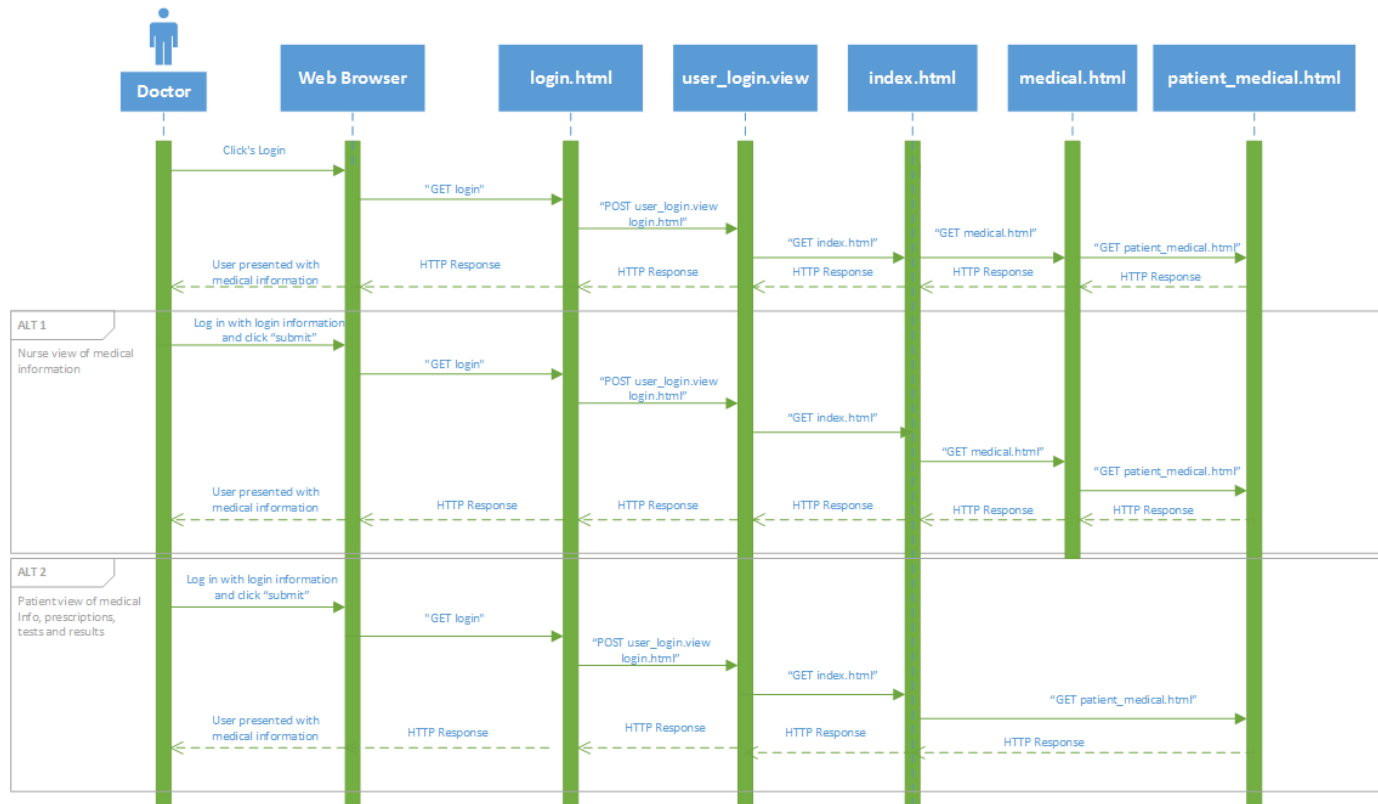 Doctor
Web Browser
login.html
user_login.view
index.html
medical.html
patient_medical.html
Click's Login
"GET login"
“POST user_login.view
login.html”
“GET index.html”
“GET medical.html”
“GET patient_medical.html”
User presented with
medical information
HTTP Response
HTTP Response
HTTP Response
HTTP Response
HTTP Response
ALT 1
Nurse view of medical
information
Log in with login information
and click “submit”
"GET login"
“POST user_login.view
login.html”
“GET index.html”
“GET medical.html”
“GET patient_medical.html”
User presented with
medical information
HTTP Response
HTTP Response
HTTP Response
HTTP Response
HTTP Response
ALT 2
Patient view of medical
Info, prescriptions,
tests and results
Log in with login information
and click “submit”
"GET login"
“POST user_login.view
login.html”
“GET index.html”
“GET patient_medical.html”
User presented with
medical information
HTTP Response
HTTP Response
HTTP Response
HTTP Response